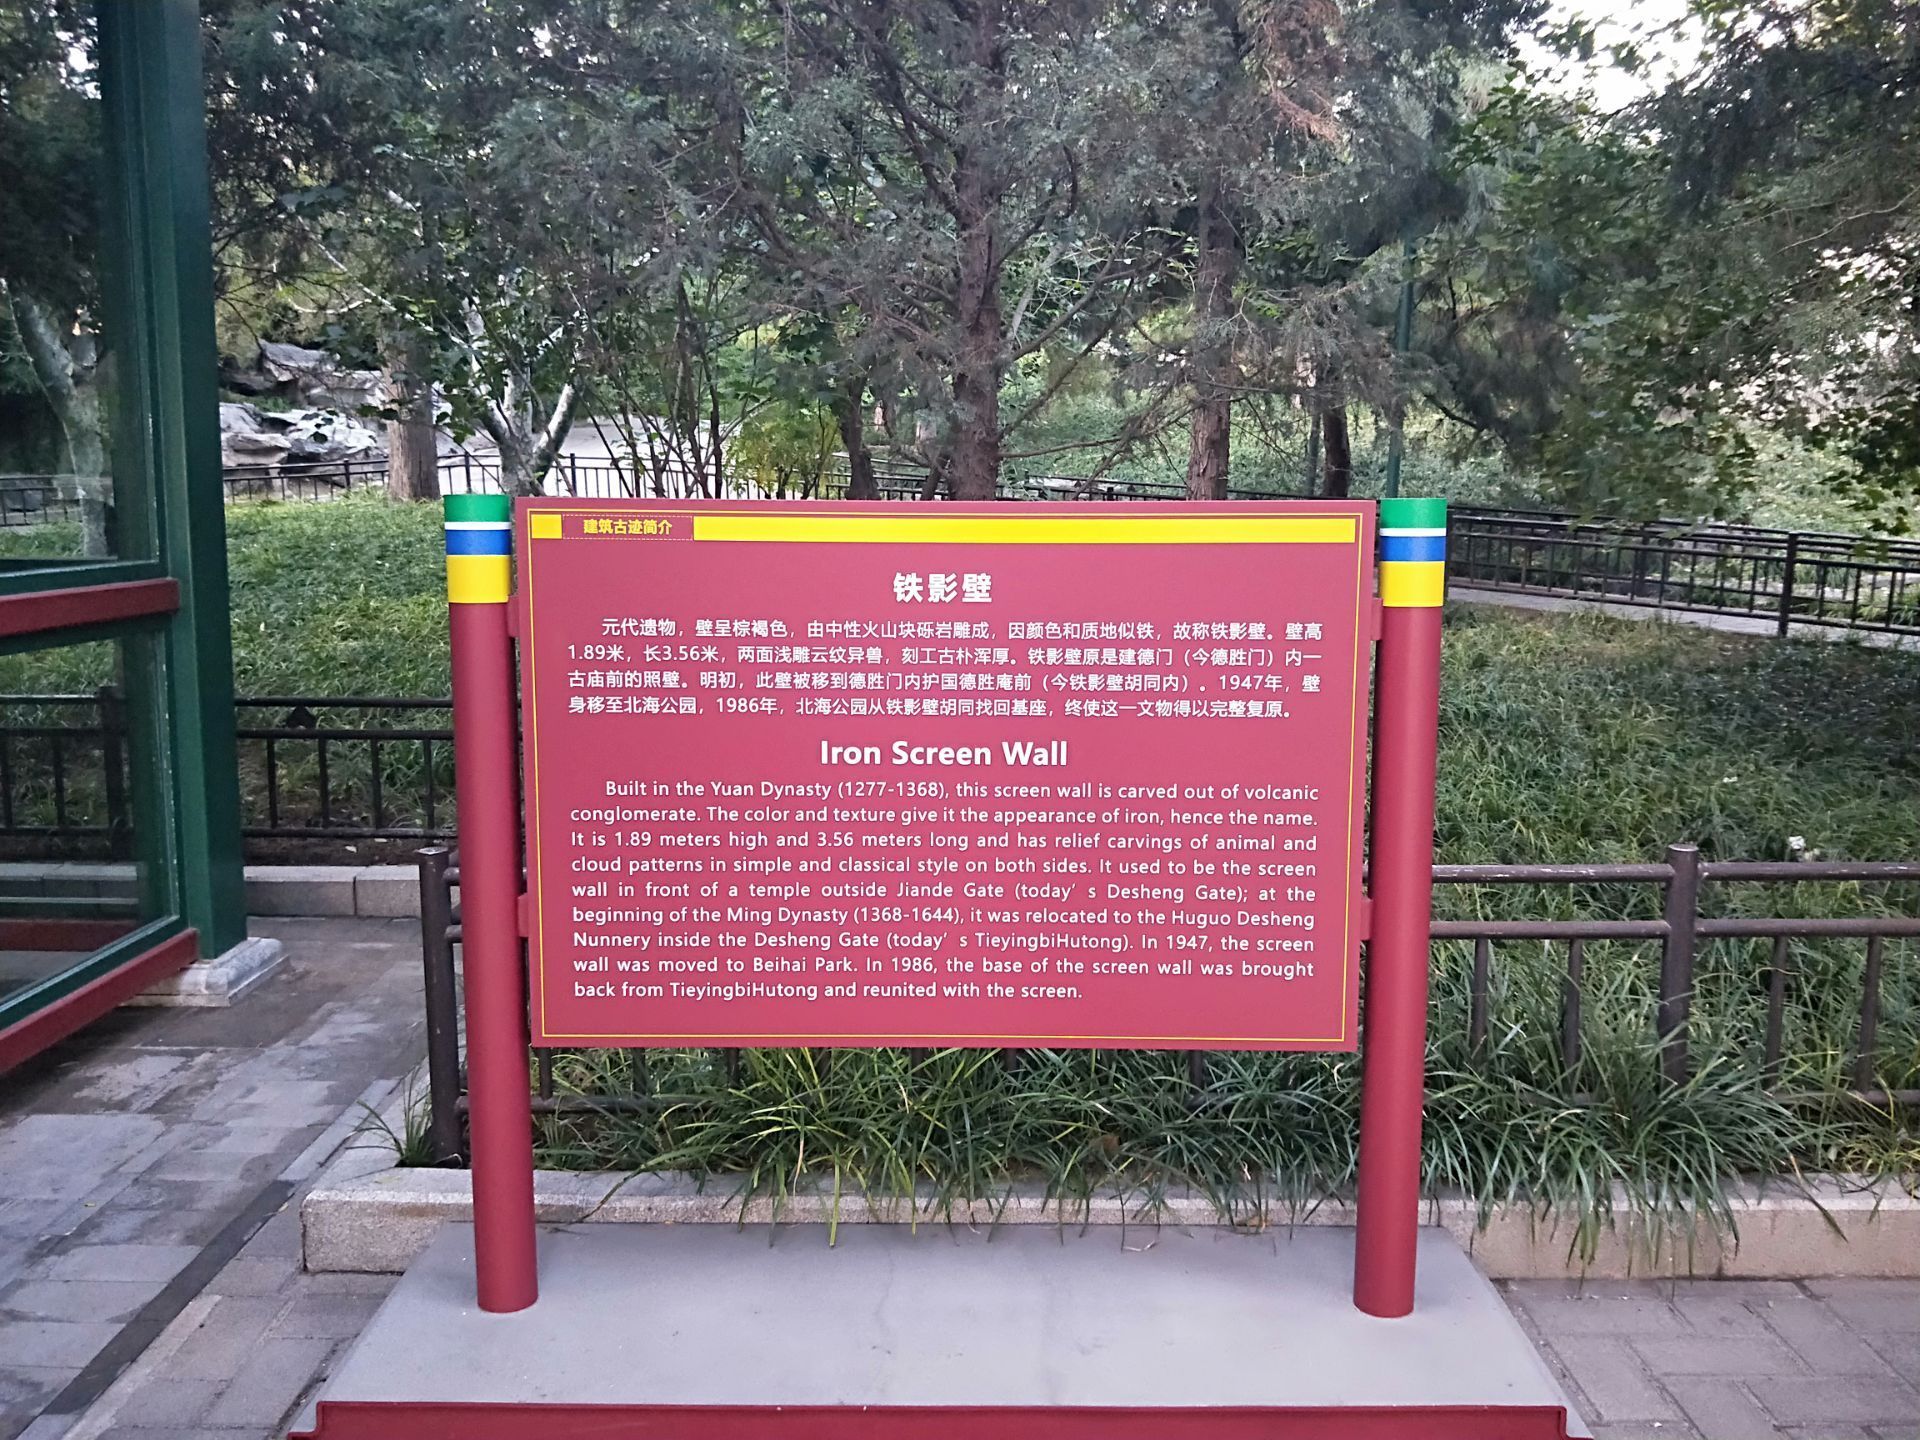 建筑古迹简介
铁影壁
元代遗物，壁呈棕褐色，由中性火山块砾岩雕成，因颜色和质地似铁，故称铁影壁。壁高
1.89米，长3.56米，两面浅雕云纹异兽，刻工古朴浑厚。铁影壁原是建德门（今德胜门）内一
古庙前的照壁。明初，此壁被移到德胜门内护国德胜庵前（今铁影壁胡同内）。1947年，壁
身移至北海公园，1986年，北海公园从铁影壁胡同找回基座，终使这一文物得以完整复原。
Iron Screen Wall
Built in the Yuan Dynasty (1277-1368), this screen wall is carved out of volcanic
conglomerate. The color and texture give it the appearance of iron, hence the name.
It is 1.89 meters high and 3.56 meters long and has relief carvings of animal and
cloud patterns in simple and classical style on both sides. It used to be the screen
wall in front of a temple outside Jiande Gate (today’s Desheng Gate); at the
beginning of the Ming Dynasty (1368-1644), it was relocated to the Huguo Desheng
Nunnery inside the Desheng Gate (today’s TieyingbiHutong). In 1947, the screen
wall was moved to Beihai Park. In 1986, the base of the screen wall was brought
back from TieyingbiHutong and reunited with the screen.